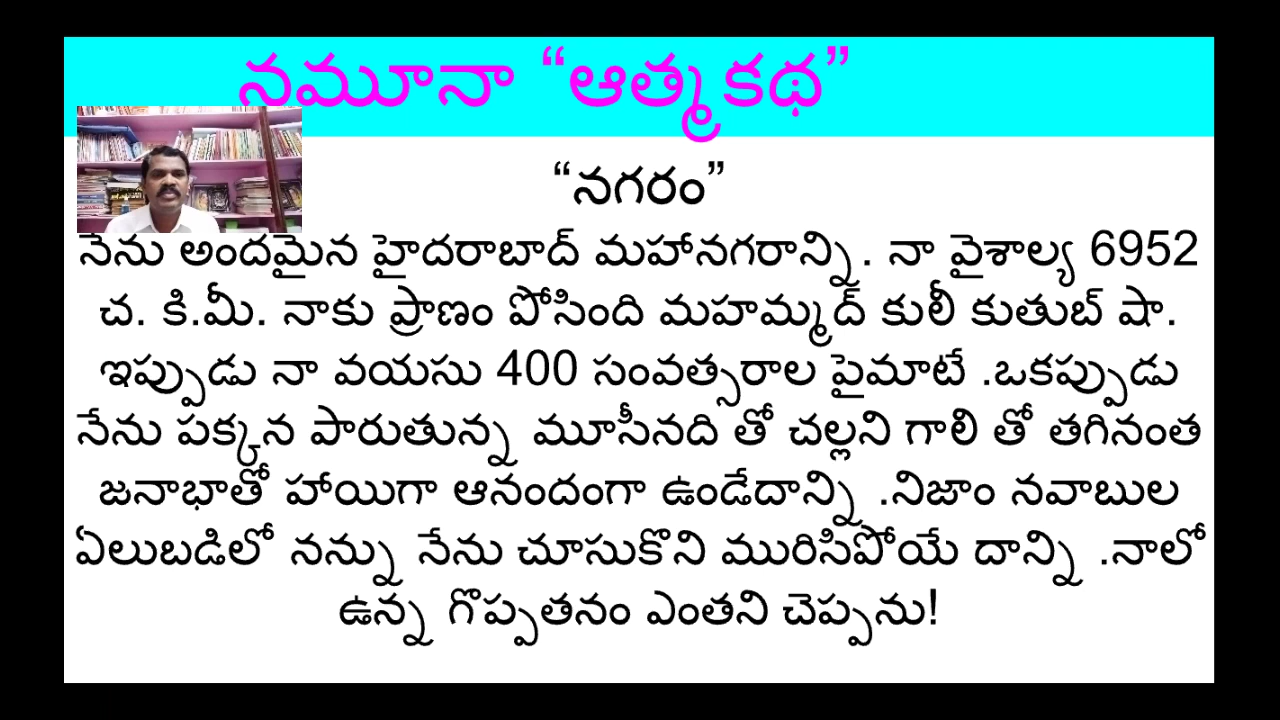 నమూనా “ఆత్మకథ”
“నగరం”
నేను అందమైన హైదరాబాద్ మహానగరాన్ని. నా వైశాల్య 6952
చ. కి.మీ. నాకు ప్రాణం పోసింది మహమ్మద్ కులీ కుతుబ్ షా.
ఇప్పుడు నా వయసు 400 సంవత్సరాల పైమాటే .ఒకప్పుడు
నేను పక్కన పారుతున్న మూసీనది తో చల్లని గాలి తో తగినంత
జనాభాతో హాయిగా ఆనందంగా ఉండేదాన్ని .నిజాం నవాబుల
ఏలుబడిలో నన్ను నేను చూసుకొని మురిసిపోయే దాన్ని .నాలో
ఉన్న గొప్పతనం ఎంతని చెప్పను!